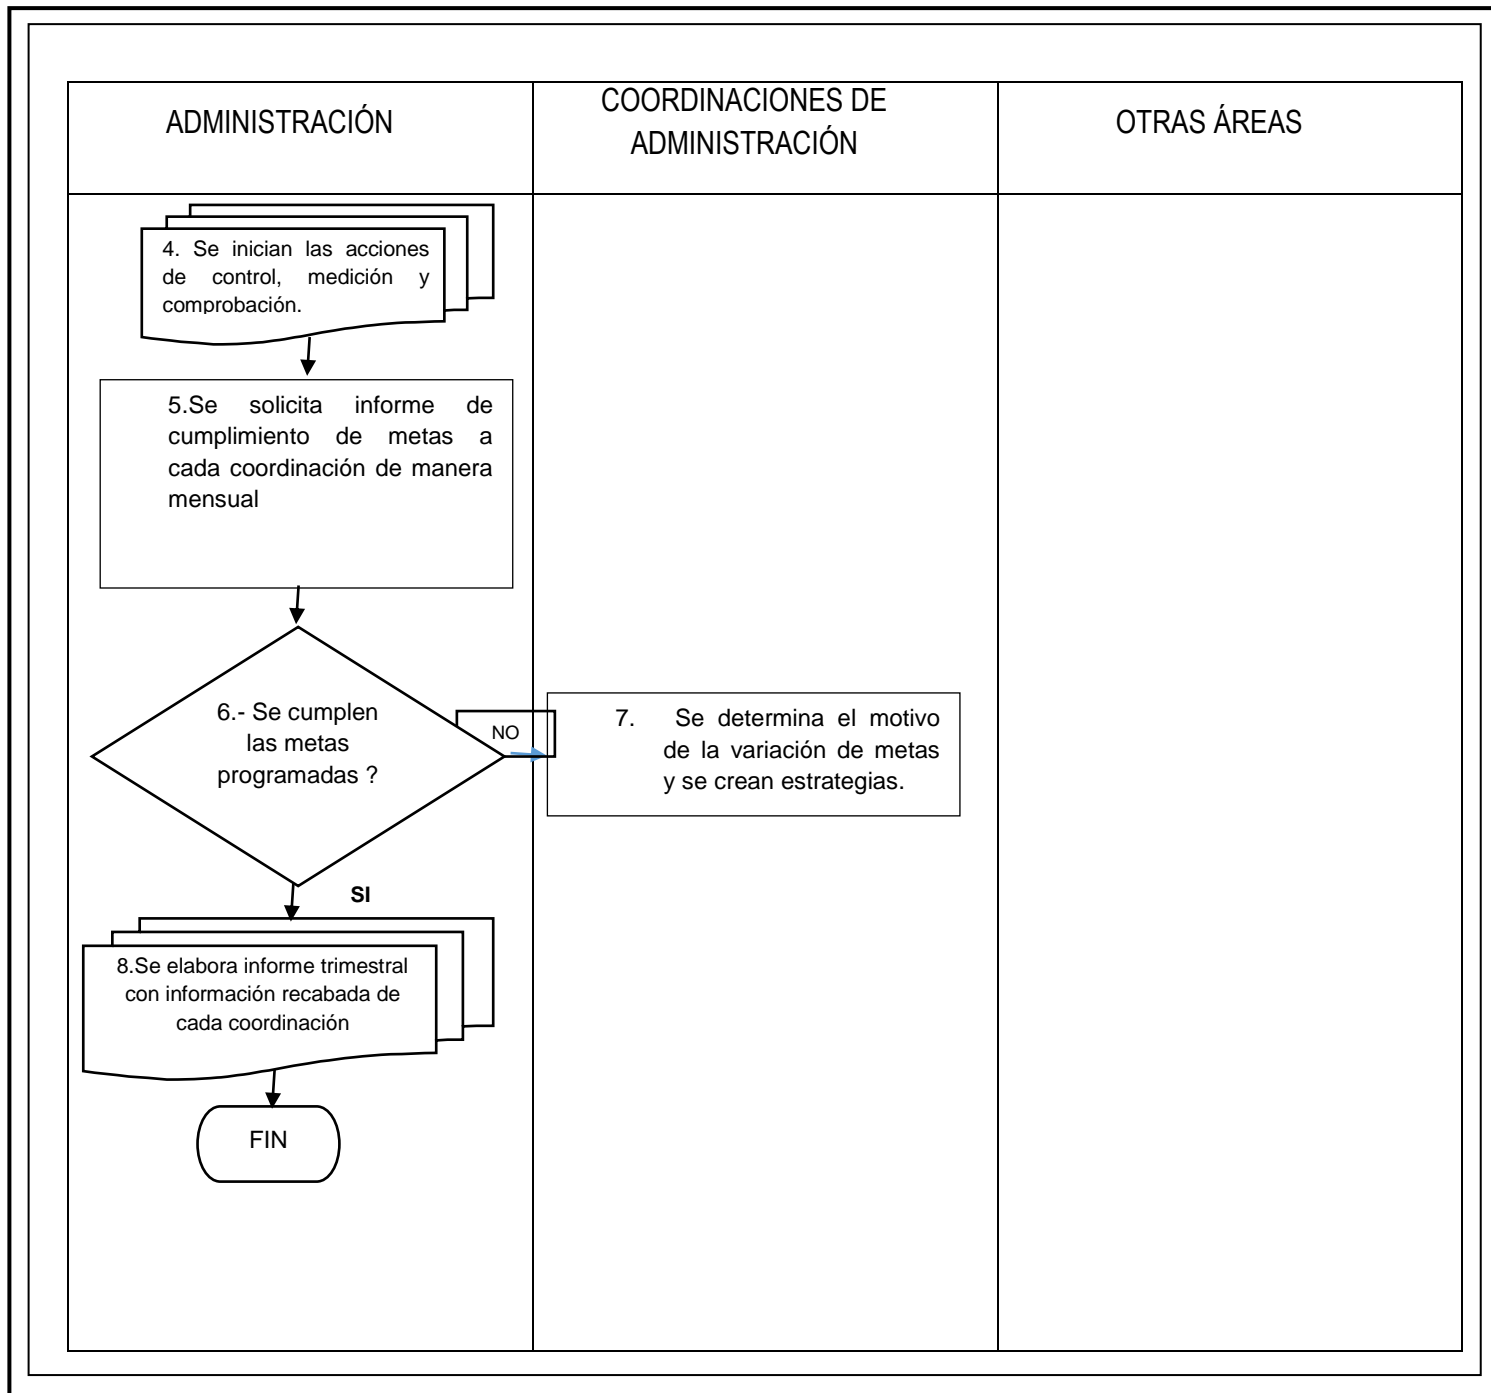 ADMINISTRACIÓN
COORDINACIONES DE
ADMINISTRACIÓN
OTRAS ÁREAS
4. Se inician las acciones
de control, medición y
comprobación.
5.Se solicita informe de
cumplimiento de metas a
cada coordinación de manera
mensual
6.- Se cumplen
las metas
programadas ?
NO
7. Se determina el motivo
de la variación de metas
y se crean estrategias.
SI
8.Se elabora informe trimestral
con información recabada de
cada coordinación
FIN